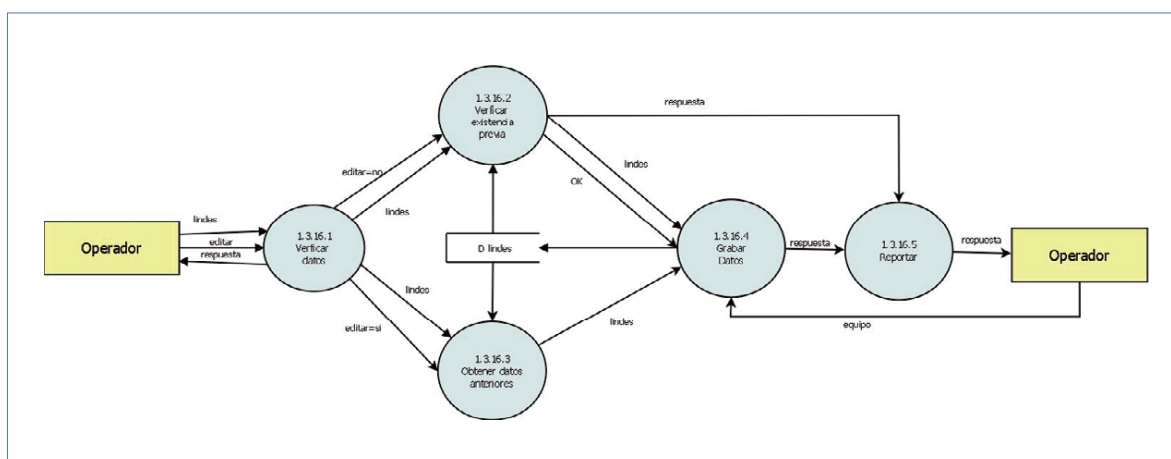 1.3.16.2
Verficar
existencia
previa
respuesta
editar=no
lindes
OK
lindes
lindes
Operador
editar
respuesta
1.3.16.1
Verficar
datos
D lindes
1.3.16.4
Grabar
Datos
respuesta
1.3.16.5
Reportar
respuesta
Operador
lindes
editar=si
lindes
equipo
1.3.16.3
Obtener datos
anteriores